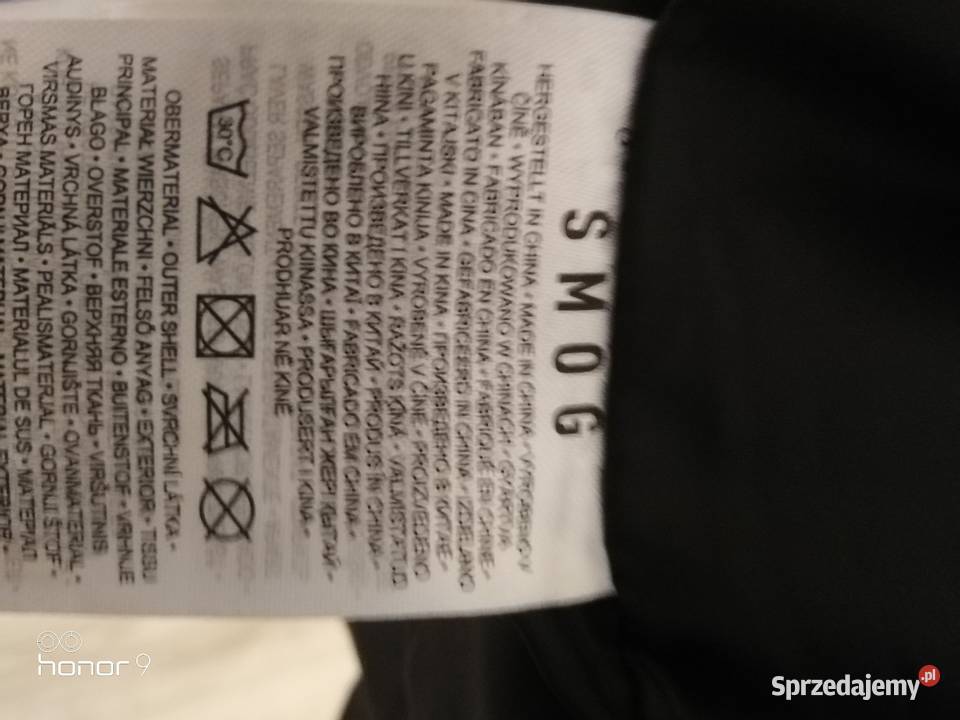 SMOG
HERGESTELLT IN CHINA • MADE IN CHINA •
ČÍNĚ • WYPRODUKOWANO W CHINACH • GYÁRTVA
KÍNÁBAN • FABRICADO EN CHINA • FABRIQUÉ EN CHINE •
FABRICATO IN CINA • GEFABRICEERD IN CHINA • IZDELANO
V KITAJSKI • MADE IN KINA • ПРОИЗВЕДЕНО В КИТАЕ •
PAGAMINTA KINIJA • VYROBENÉ V ČÍNE • PROIZVEDENO
U KINI • TILLVERKAT I KINA • RAŽOTS ĶĪNĀ • VALMISTATUD
HIINA • ПРОИЗВЕДЕНО В КИТАЙ • PRODUS ÎN CHINA •
ВИРОБЛЕНО В КИТАЇ • FABRICADO EM CHINA •
ПРОИЗВЕДЕНО ВО КИНА • ШЫҒАРЫЛҒАН ЖЕРІ ҚЫТАЙ •
VALMISTETTU KIINASSA • PRODUSERT I KINA •
PRODHUAR NË KINË
30°C
OBERMATERIAL • OUTER SHELL • SVRCHNÍ LÁTKA •
MATERIAŁ WIERZCHNI • FELSŐ ANYAG • EXTERIOR • TISSU
PRINCIPAL • MATERIALE ESTERNO • BUITENSTOF • VRHNJE
BLAGO • OVERSTOF • ВЕРХНЯЯ ТКАНЬ • VIRŠUTINIS
AUDINYS • VRCHNÁ LÁTKA • GORNJIŠTE • OVANMATERIAL •
VIRSMAS MATERIĀLS • PEALISMATERJAL • GORNJI ŠTOF •
ГОРЕН МАТЕРИАЛ • MATERIALUL DE SUS • МАТЕРІАЛ
honor 9
Sprzedajemy.pl